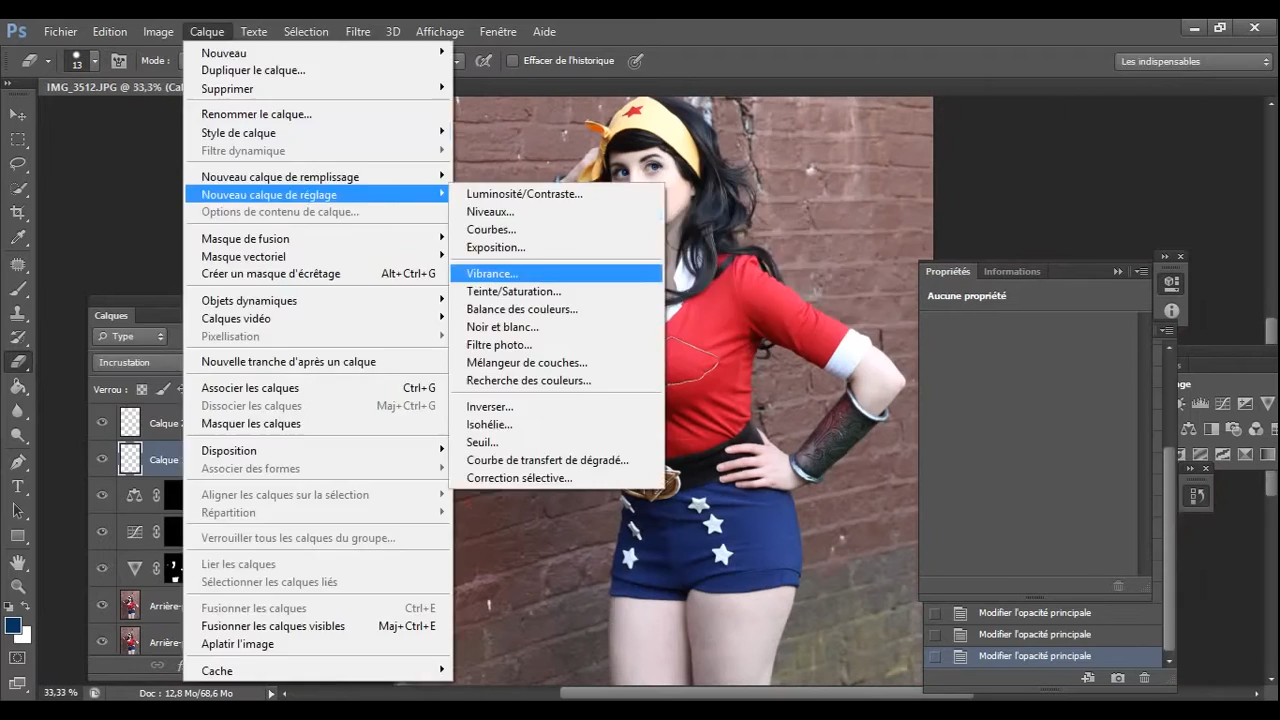 Ps Fichier Edition Image Calque Texte Sélection Filtre 3D Affichage Fenêtre Aide
13 Mode : Effacer de l'historique Les indispensables
IMG_3512.JPG @ 33,3% (Cal
Nouveau
Dupliquer le calque...
Supprimer
Renommer le calque...
Style de calque
Filtre dynamique
Nouveau calque de remplissage
Nouveau calque de réglage
Options de contenu de calque...
Masque de fusion
Masque vectoriel
Créer un masque d'écrêtage Alt+Ctrl+G
Objets dynamiques
Calques vidéo
Pixellisation
Nouvelle tranche d'après un calque
Associer les calques Ctrl+G
Dissocier les calques Maj+Ctrl+G
Masquer les calques
Disposition
Associer des formes
Aligner les calques sur la sélection
Répartition
Verrouiller tous les calques du groupe...
Lier les calques
Sélectionner les calques liés
Fusionner les calques Ctrl+E
Fusionner les calques visibles Maj+Ctrl+E
Aplatir l'image
Cache
Luminosité/Contraste...
Niveaux...
Courbes...
Exposition...
Vibrance...
Teinte/Saturation...
Balance des couleurs...
Noir et blanc...
Filtre photo...
Mélangeur de couches...
Recherche des couleurs...
Inverser...
Isohélie...
Seuil...
Courbe de transfert de dégradé...
Correction sélective...
Calques
Type
Incrustation
Verrou :
Calque 2
Calque
Arrière-p
Arrière-
Propriétés Informations
Aucune propriété
Modifier l'opacité principale
Modifier l'opacité principale
Modifier l'opacité principale
33,33 % Doc : 12,8 Mo/68,6 Mo